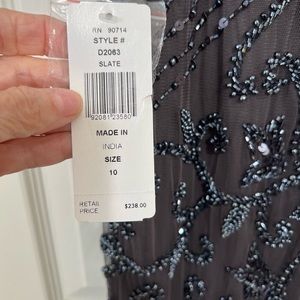 RN 90714
STYLE #
D2063
SLATE
92081 23580
MADE IN
INDIA
SIZE
10
RETAIL
PRICE $238.00